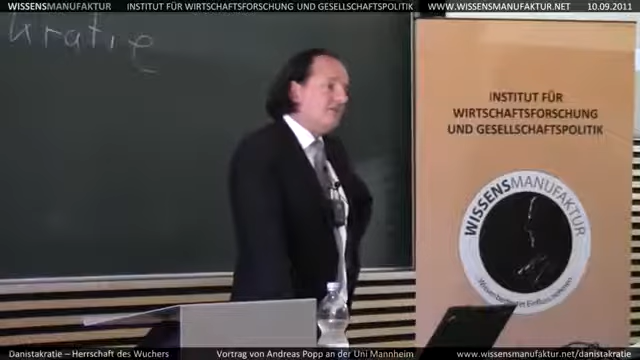 WISSENSMANUFAKTUR INSTITUT FÜR WIRTSCHAFTSFORSCHUNG UND GESELLSCHAFTSPOLITIK WWW.WISSENSMANUFAKTUR.NET 10.09.2011
kratie
INSTITUT FÜR
WIRTSCHAFTSFORSCHUNG
UND GESELLSCHAFTSPOLITIK
WISSENSMANUFAKTUR
Danistakratie – Herrschaft des Wuchers Vortrag von Andreas Popp an der Uni Mannheim www.wissensmanufaktur.net/danistakratie